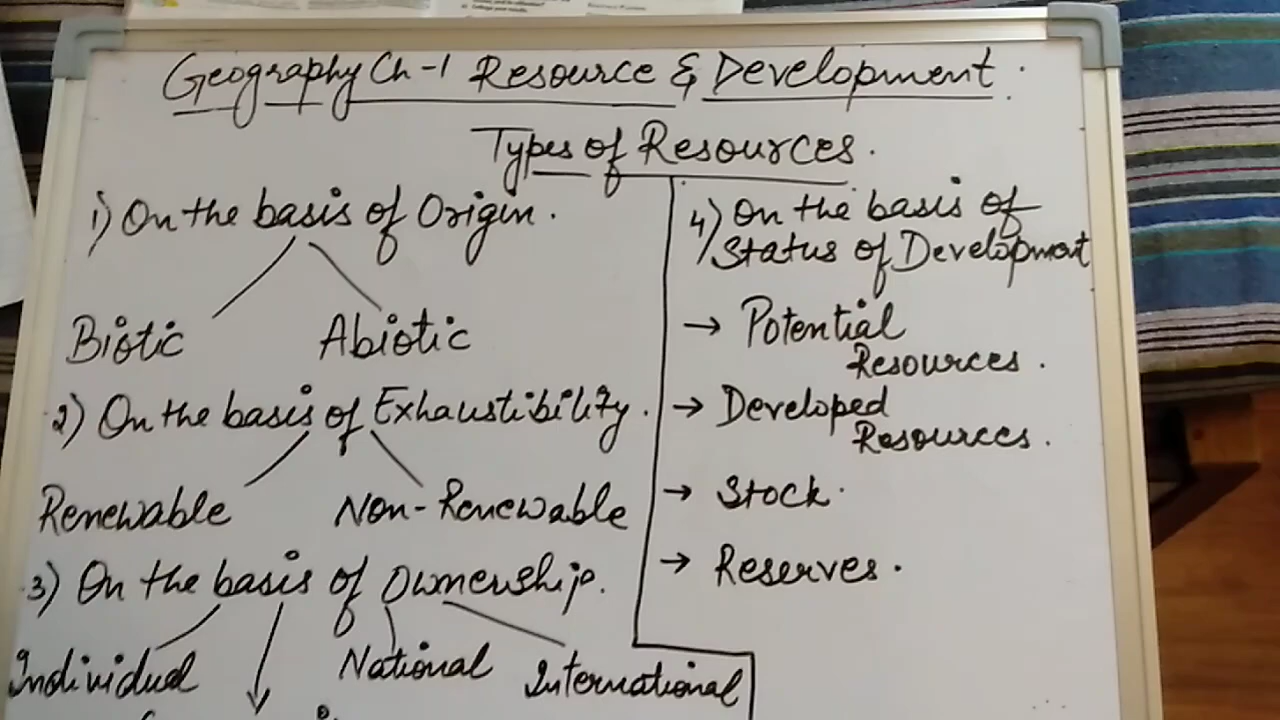 Geography Ch-1 Resource & Development.
Types of Resources.
1) On the basis of Origin.
Biotic Abiotic
2) On the basis of Exhaustibility.
Renewable Non-Renewable
3) On the basis of Ownership.
Individual National International
4) On the basis of
Status of Development
→ Potential
Resources.
→ Developed
Resources.
→ Stock.
→ Reserves.